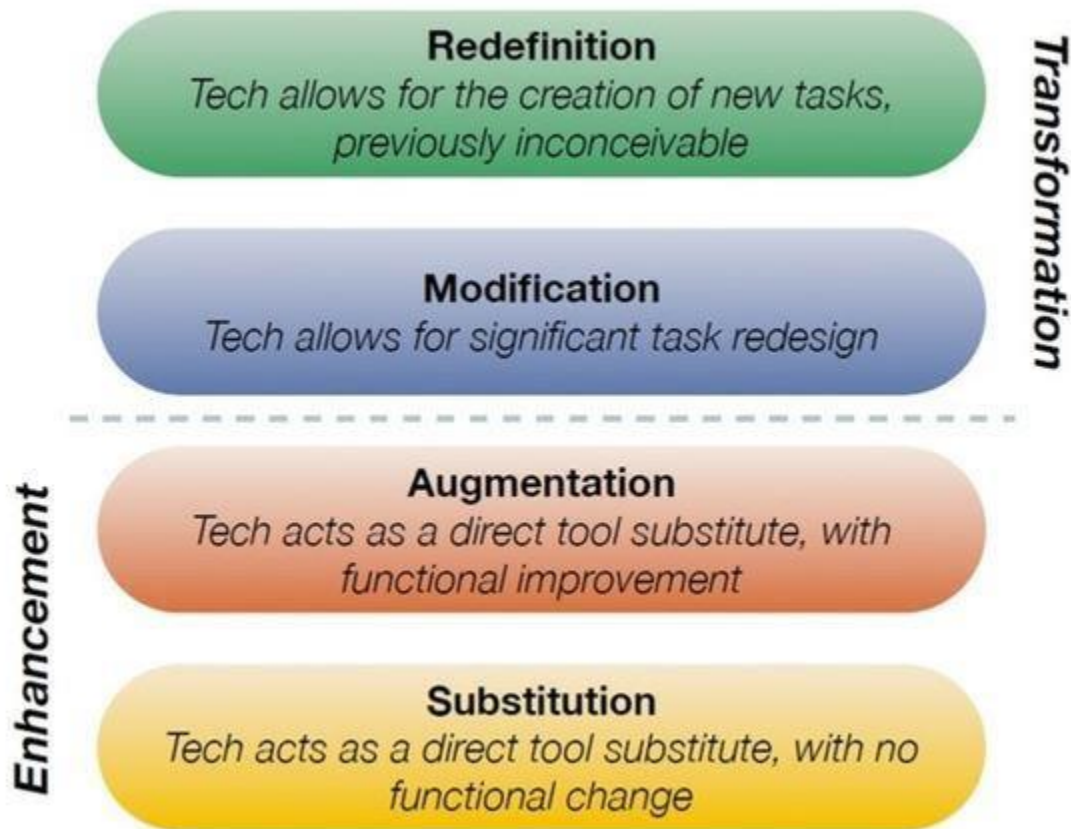 Redefinition
Tech allows for the creation of new tasks,
previously inconceivable
Transformation
Modification
Tech allows for significant task redesign
Augmentation
Tech acts as a direct tool substitute, with
functional improvement
Enhancement
Substitution
Tech acts as a direct tool substitute, with no
functional change